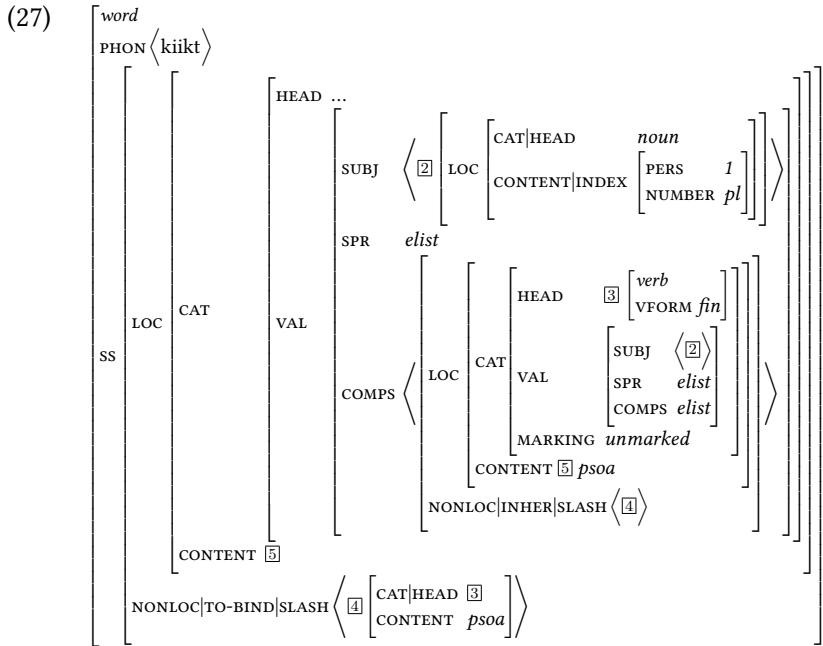 (27)
word
PHON ⟨kiikt⟩
HEAD ...
CAT|HEAD noun
SUBJ ⟨ 2 LOC CONTENT|INDEX PERS 1 ⟩
NUMBER pl
SPR elist
HEAD 3 verb
VFORM fin
SS LOC CAT VAL COMPS ⟨ LOC CAT VAL SUBJ ⟨ 2 ⟩
SPR elist
COMPS elist ⟩
MARKING unmarked
CONTENT 5 psoa
NONLOC|INHER|SLASH ⟨ 4 ⟩
CONTENT 5
NONLOC|TO-BIND|SLASH ⟨ 4 CAT|HEAD 3
CONTENT psoa ⟩